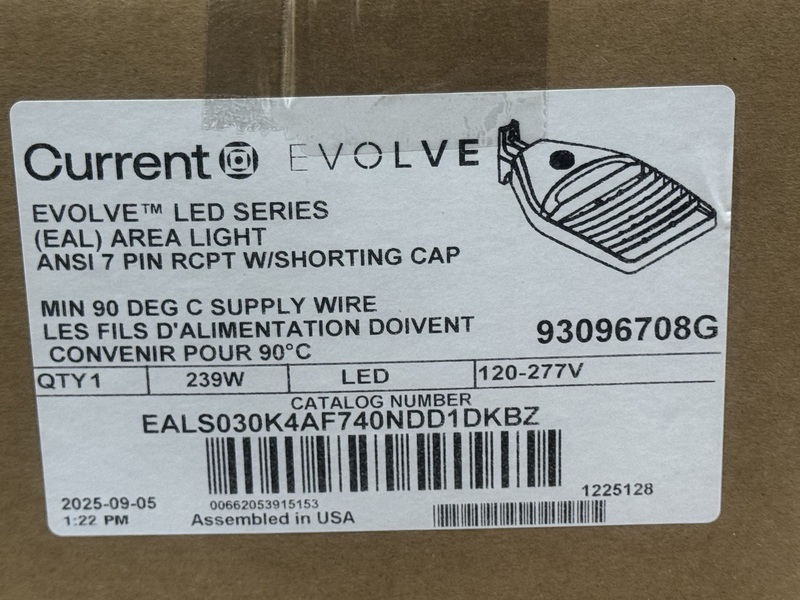 Current EVOLVE
EVOLVE™ LED SERIES
(EAL) AREA LIGHT
ANSI 7 PIN RCPT W/SHORTING CAP
MIN 90 DEG C SUPPLY WIRE
LES FILS D'ALIMENTATION DOIVENT
CONVENIR POUR 90°C
93096708G
QTY 1 239W LED 120-277V
CATALOG NUMBER
EALS030K4AF740NDD1DKBZ
2025-09-05
1:22 PM
00662053915153
Assembled in USA
1225128